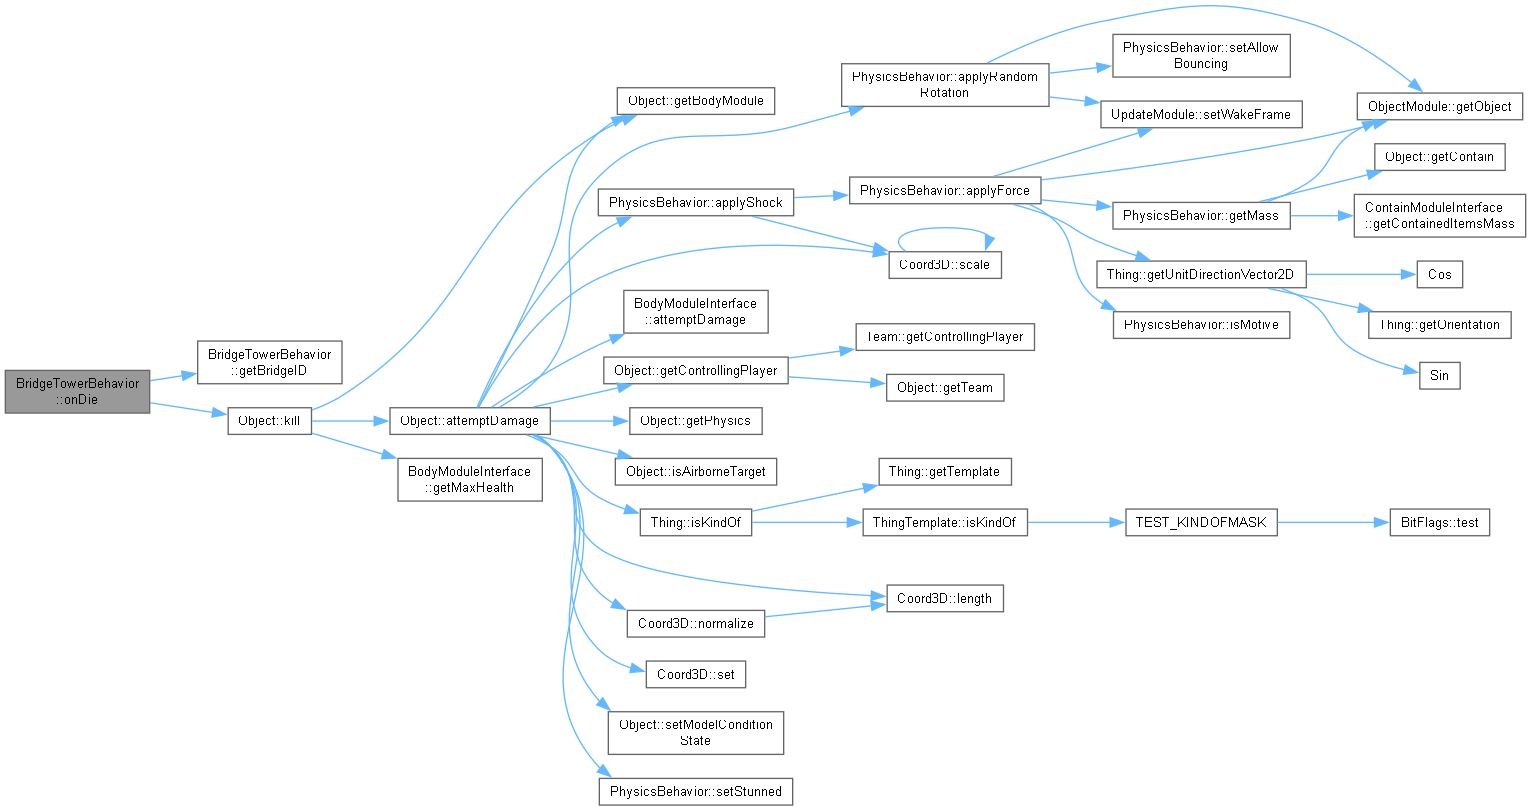 BridgeTowerBehavior
::onDie
BridgeTowerBehavior
::getBridgeID
Object::kill
Object::getBodyModule
Object::attemptDamage
BodyModuleInterface
::getMaxHealth
PhysicsBehavior::applyRandom
Rotation
PhysicsBehavior::applyShock
Coord3D::scale
BodyModuleInterface
::attemptDamage
Object::getControllingPlayer
Object::getPhysics
Object::isAirborneTarget
Thing::isKindOf
Coord3D::normalize
Coord3D::set
Object::setModelCondition
State
PhysicsBehavior::setStunned
PhysicsBehavior::applyForce
Team::getControllingPlayer
Object::getTeam
Thing::getTemplate
ThingTemplate::isKindOf
Coord3D::length
PhysicsBehavior::setAllow
Bouncing
UpdateModule::setWakeFrame
PhysicsBehavior::getMass
Thing::getUnitDirectionVector2D
PhysicsBehavior::isMotive
TEST_KINDOFMASK
ObjectModule::getObject
Object::getContain
ContainModuleInterface
::getContainedItemsMass
Cos
Thing::getOrientation
Sin
BitFlags::test